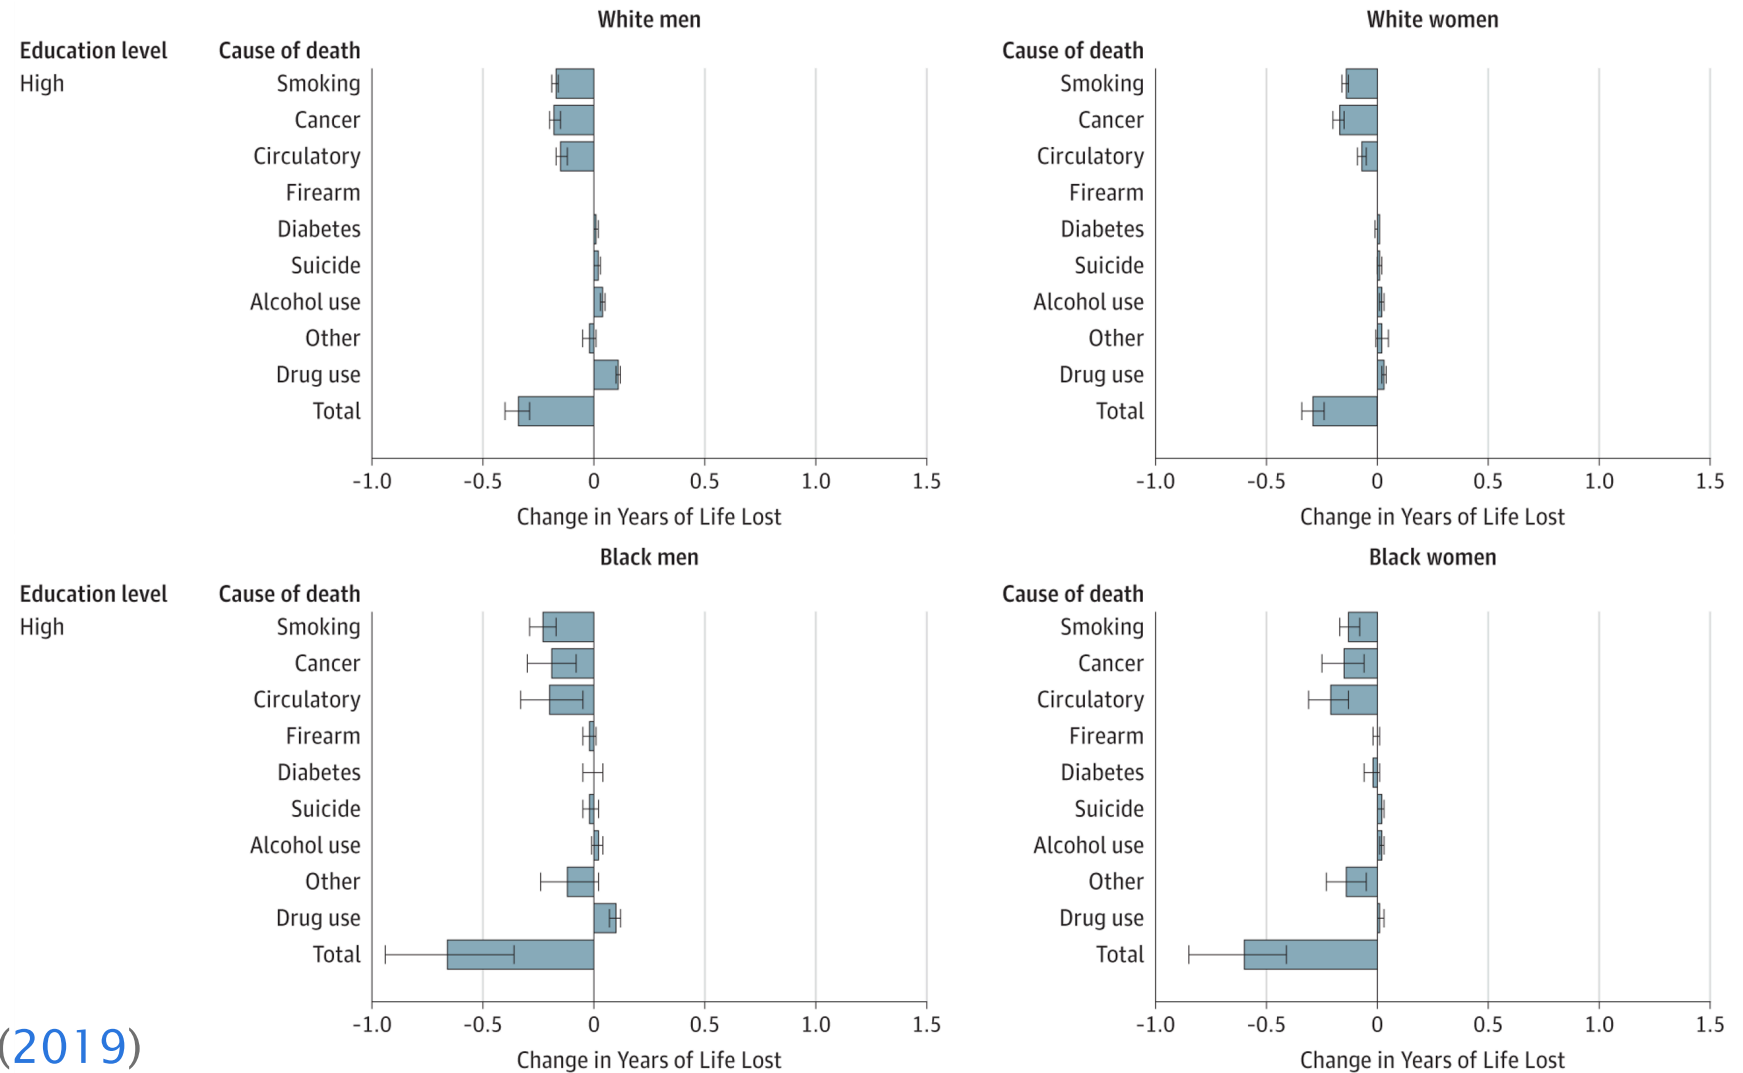 White men
White women
Education level
Cause of death
Cause of death
High
Smoking
Cancer
Circulatory
Firearm
Diabetes
Suicide
Alcohol use
Other
Drug use
Total
-1.0 -0.5 0 0.5 1.0 1.5
Change in Years of Life Lost
Smoking
Cancer
Circulatory
Firearm
Diabetes
Suicide
Alcohol use
Other
Drug use
Total
-1.0 -0.5 0 0.5 1.0 1.5
Change in Years of Life Lost
Black men
Black women
Education level
Cause of death
Cause of death
High
Smoking
Cancer
Circulatory
Firearm
Diabetes
Suicide
Alcohol use
Other
Drug use
Total
-1.0 -0.5 0 0.5 1.0 1.5
Change in Years of Life Lost
Smoking
Cancer
Circulatory
Firearm
Diabetes
Suicide
Alcohol use
Other
Drug use
Total
-1.0 -0.5 0 0.5 1.0 1.5
Change in Years of Life Lost
(2019)